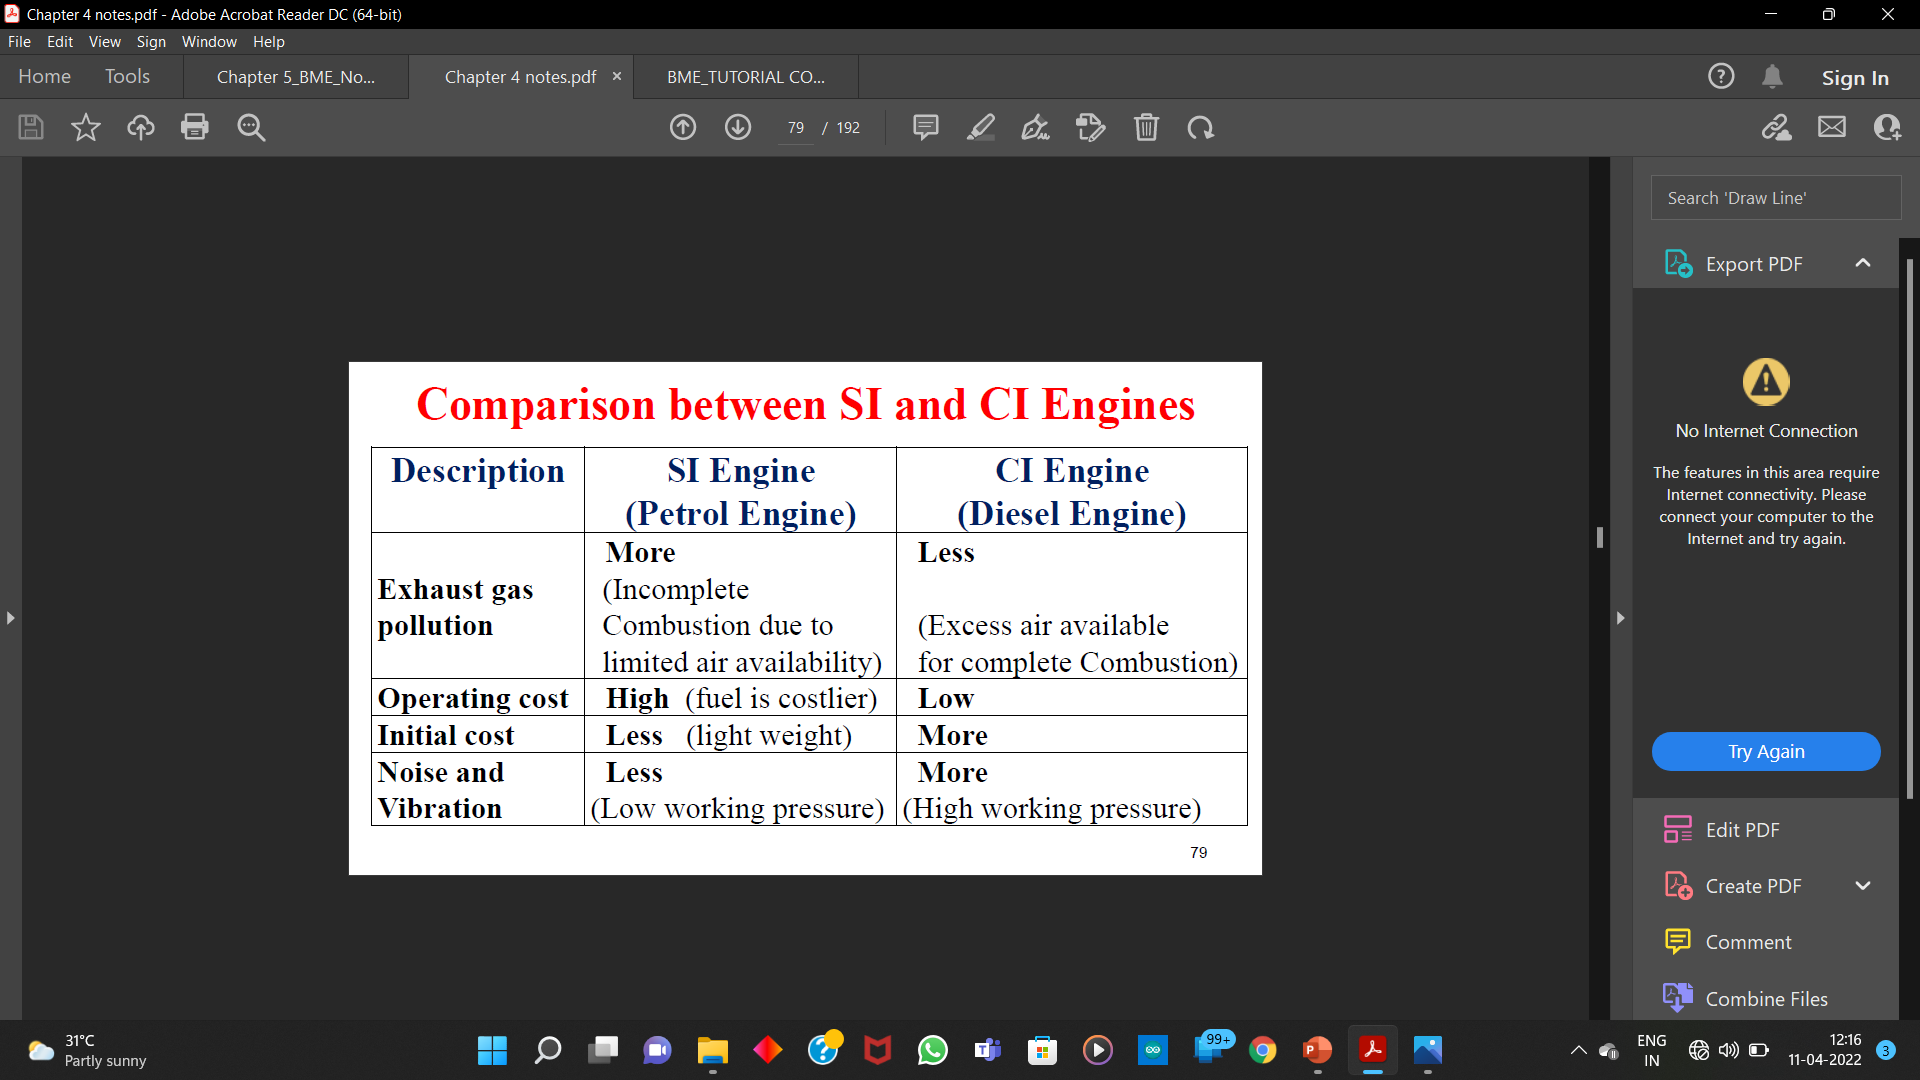 Chapter 4 notes.pdf - Adobe Acrobat Reader DC (64-bit)
File Edit View Sign Window Help
Home Tools Chapter 5_BME_No... Chapter 4 notes.pdf × BME_TUTORIAL CO... Sign In
79 / 192
Search 'Draw Line'
Export PDF
No Internet Connection
The features in this area require
Internet connectivity. Please
connect your computer to the
Internet and try again.
Try Again
Edit PDF
Create PDF
Comment
Combine Files
Comparison between SI and CI Engines
Description SI Engine CI Engine
(Petrol Engine) (Diesel Engine)
More Less
Exhaust gas (Incomplete
pollution Combustion due to (Excess air available
limited air availability) for complete Combustion)
Operating cost High (fuel is costlier) Low
Initial cost Less (light weight) More
Noise and Less More
Vibration (Low working pressure) (High working pressure)
79
31°C
Partly sunny
99+
ENG
IN
12:16
11-04-2022
3